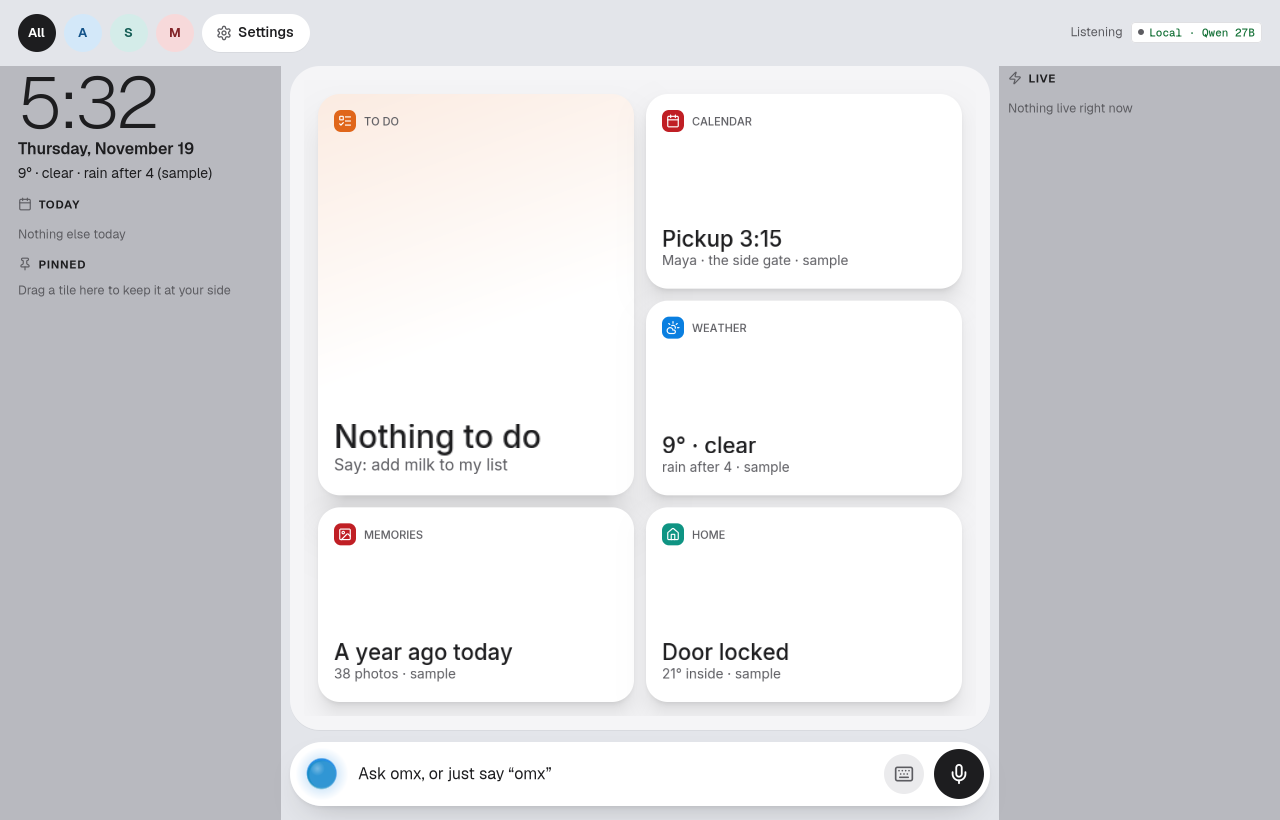 All
A
S
M
Settings
Listening
Local · Qwen 27B
5:32
Thursday, November 19
9° · clear · rain after 4 (sample)
TODAY
Nothing else today
PINNED
Drag a tile here to keep it at your side
TO DO
Nothing to do
Say: add milk to my list
CALENDAR
Pickup 3:15
Maya · the side gate · sample
WEATHER
9° · clear
rain after 4 · sample
MEMORIES
A year ago today
38 photos · sample
HOME
Door locked
21° inside · sample
LIVE
Nothing live right now
Ask omx, or just say “omx”